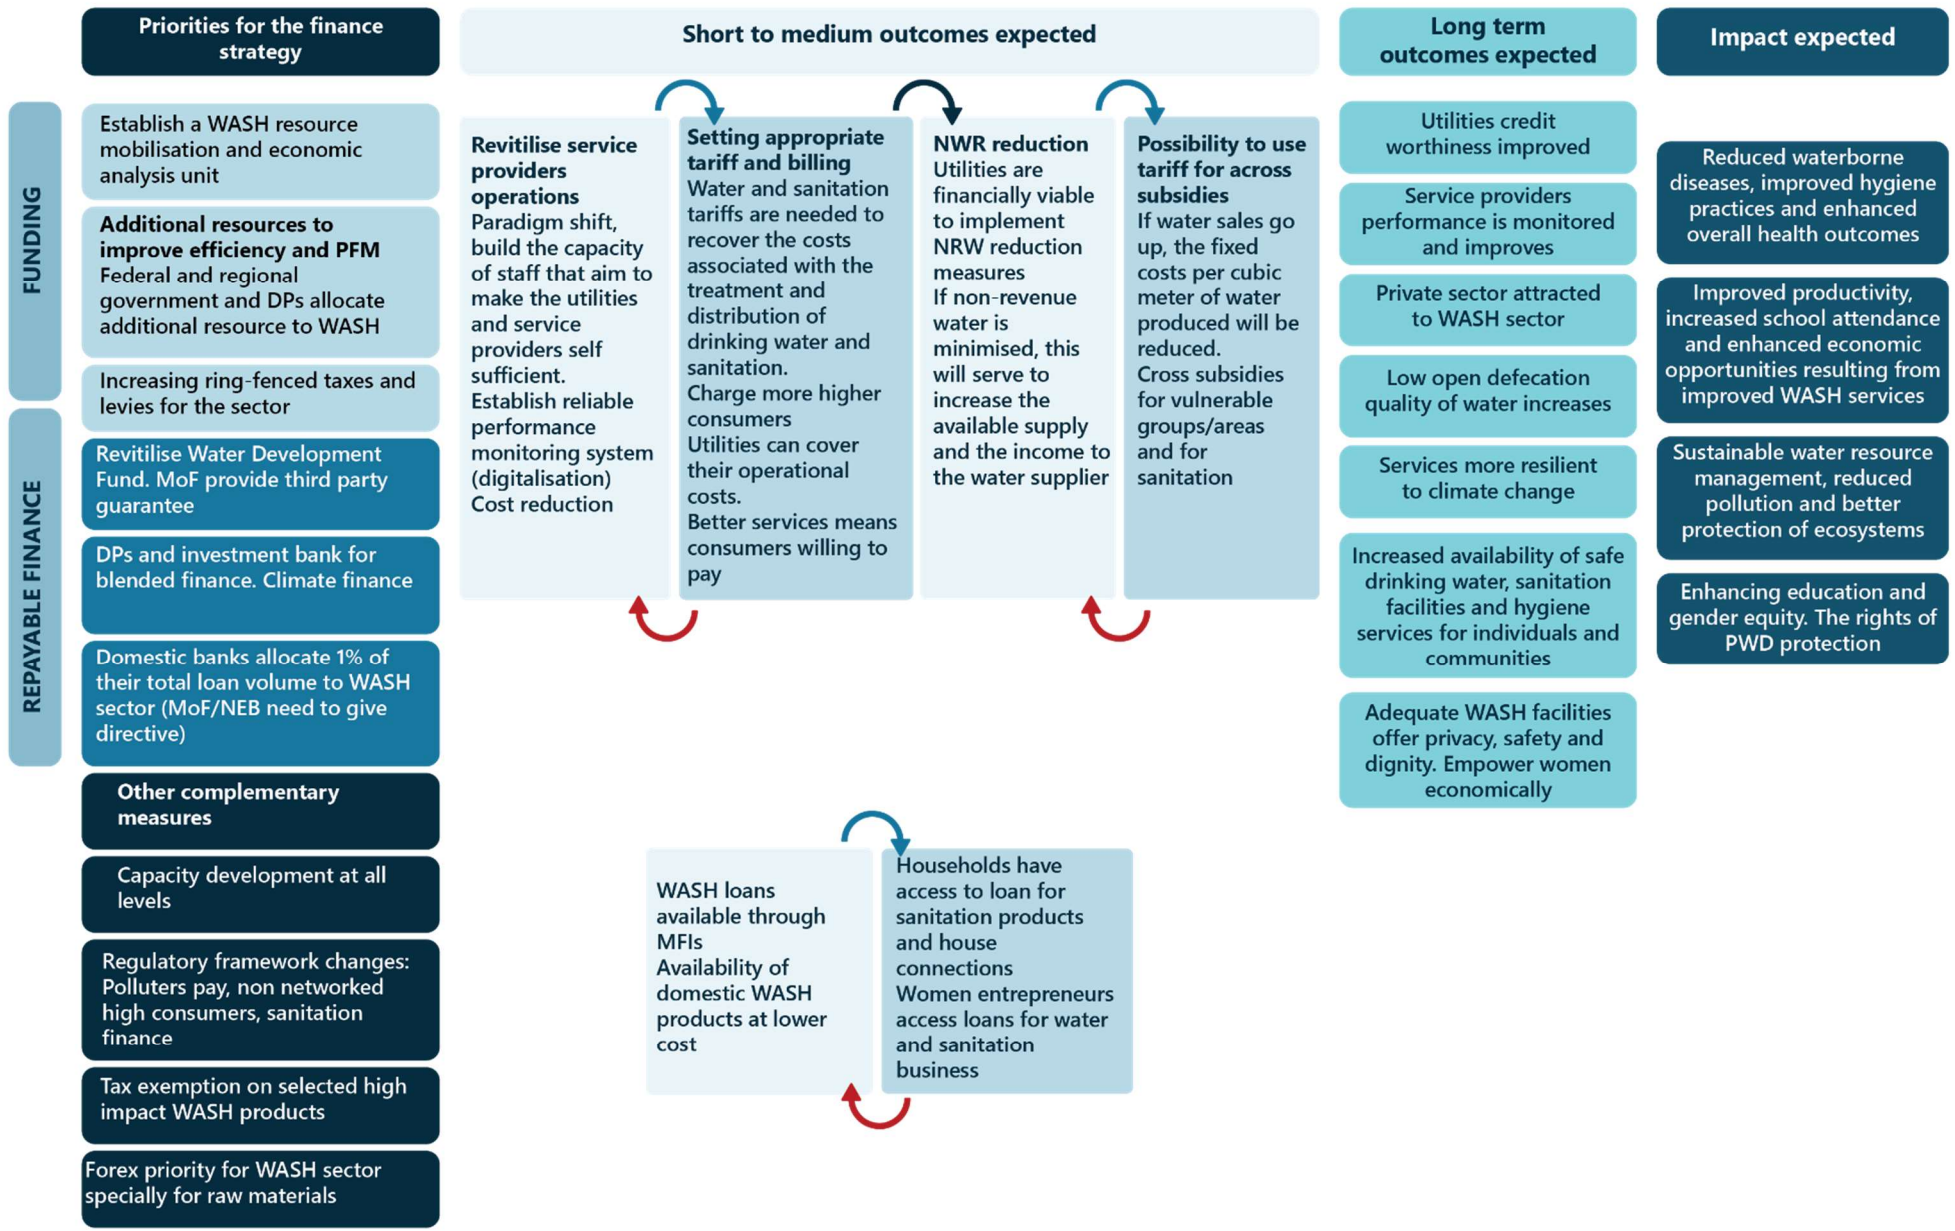 Priorities for the finance
strategy
Short to medium outcomes expected
Long term
outcomes expected
Impact expected
FUNDING
Establish a WASH resource
mobilisation and economic
analysis unit
Additional resources to
improve efficiency and PFM
Federal and regional
government and DPs allocate
additional resource to WASH
Increasing ring-fenced taxes and
levies for the sector
REPAYABLE FINANCE
Revitilise Water Development
Fund. MoF provide third party
guarantee
DPs and investment bank for
blended finance. Climate finance
Domestic banks allocate 1% of
their total loan volume to WASH
sector (MoF/NEB need to give
directive)
Other complementary
measures
Capacity development at all
levels
Regulatory framework changes:
Polluters pay, non networked
high consumers, sanitation
finance
Tax exemption on selected high
impact WASH products
Forex priority for WASH sector
specially for raw materials
Revitilise service
providers
operations
Paradigm shift,
build the capacity
of staff that aim to
make the utilities
and service
providers self
sufficient.
Establish reliable
performance
monitoring system
(digitalisation)
Cost reduction
Setting appropriate
tariff and billing
Water and sanitation
tariffs are needed to
recover the costs
associated with the
treatment and
distribution of
drinking water and
sanitation.
Charge more higher
consumers
Utilities can cover
their operational
costs.
Better services means
consumers willing to
pay
NWR reduction
Utilities are
financially viable
to implement
NRW reduction
measures
If non-revenue
water is
minimised, this
will serve to
increase the
available supply
and the income to
the water supplier
Possibility to use
tariff for across
subsidies
If water sales go
up, the fixed
costs per cubic
meter of water
produced will be
reduced.
Cross subsidies
for vulnerable
groups/areas
and for
sanitation
WASH loans
available through
MFIs
Availability of
domestic WASH
products at lower
cost
Households have
access to loan for
sanitation products
and house
connections
Women entrepreneurs
access loans for water
and sanitation
business
Utilities credit
worthiness improved
Service providers
performance is monitored
and improves
Private sector attracted
to WASH sector
Low open defecation
quality of water increases
Services more resilient
to climate change
Increased availability of safe
drinking water, sanitation
facilities and hygiene
services for individuals and
communities
Adequate WASH facilities
offer privacy, safety and
dignity. Empower women
economically
Reduced waterborne
diseases, improved hygiene
practices and enhanced
overall health outcomes
Improved productivity,
increased school attendance
and enhanced economic
opportunities resulting from
improved WASH services
Sustainable water resource
management, reduced
pollution and better
protection of ecosystems
Enhancing education and
gender equity. The rights of
PWD protection